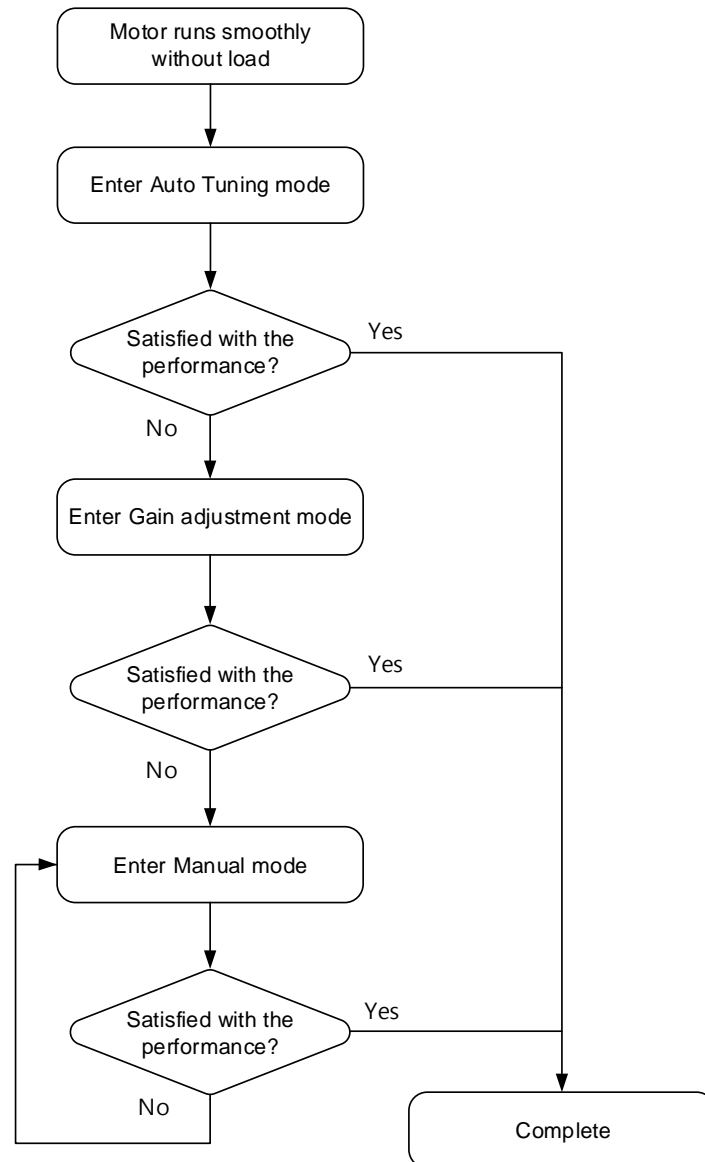 Motor runs smoothly
without load
Enter Auto Tuning mode
Satisfied with the
performance?
Yes
No
Enter Gain adjustment mode
Satisfied with the
performance?
Yes
No
Enter Manual mode
Satisfied with the
performance?
Yes
No
Complete